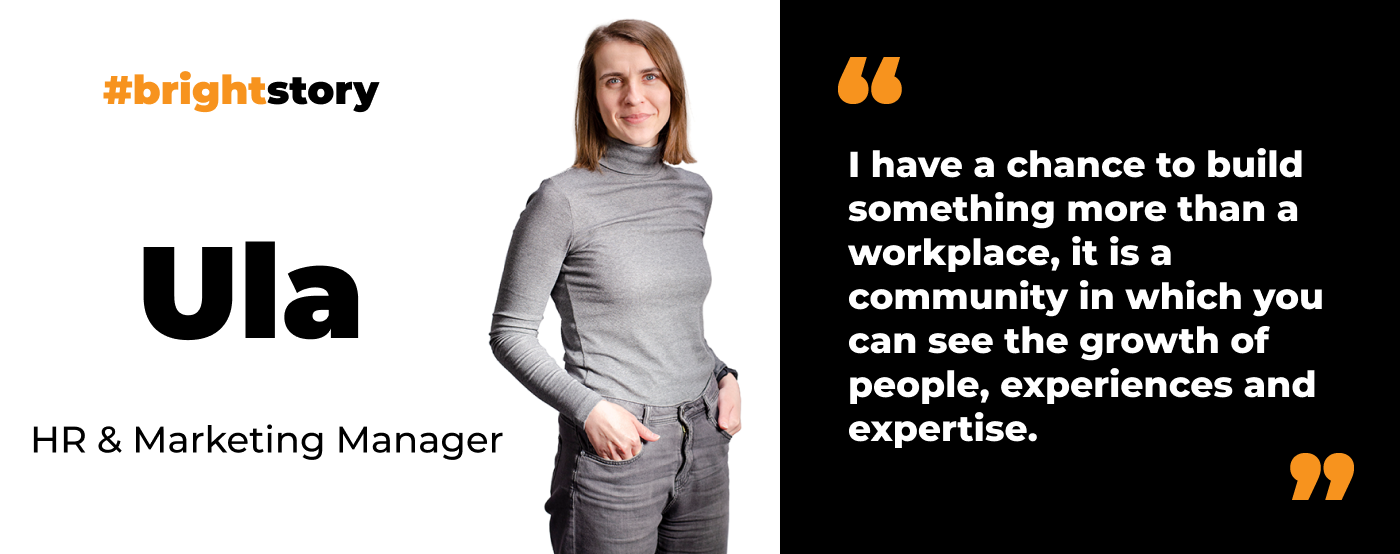 #brightstory
Ula
HR & Marketing Manager
“
I have a chance to build
something more than a
workplace, it is a
community in which you
can see the growth of
people, experiences and
expertise.
”